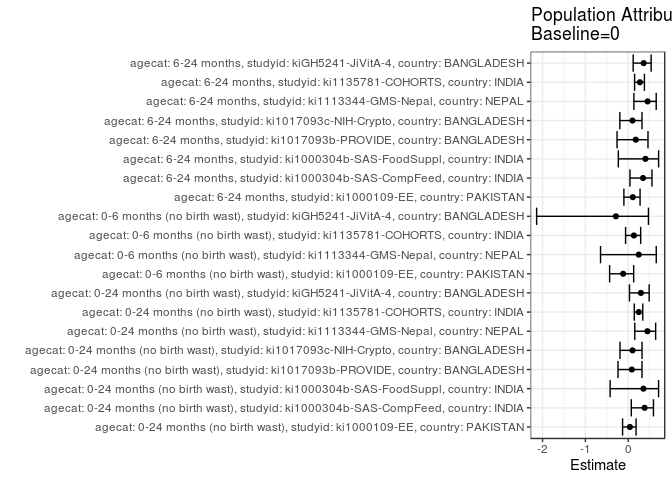 Population Attribu
Baseline=0
agecat: 6-24 months, studyid: kiGH5241-JiVitA-4, country: BANGLADESH
agecat: 6-24 months, studyid: ki1135781-COHORTS, country: INDIA
agecat: 6-24 months, studyid: ki1113344-GMS-Nepal, country: NEPAL
agecat: 6-24 months, studyid: ki1017093c-NIH-Crypto, country: BANGLADESH
agecat: 6-24 months, studyid: ki1017093b-PROVIDE, country: BANGLADESH
agecat: 6-24 months, studyid: ki1000304b-SAS-FoodSuppl, country: INDIA
agecat: 6-24 months, studyid: ki1000304b-SAS-CompFeed, country: INDIA
agecat: 6-24 months, studyid: ki1000109-EE, country: PAKISTAN
agecat: 0-6 months (no birth wast), studyid: kiGH5241-JiVitA-4, country: BANGLADESH
agecat: 0-6 months (no birth wast), studyid: ki1135781-COHORTS, country: INDIA
agecat: 0-6 months (no birth wast), studyid: ki1113344-GMS-Nepal, country: NEPAL
agecat: 0-6 months (no birth wast), studyid: ki1000109-EE, country: PAKISTAN
agecat: 0-24 months (no birth wast), studyid: kiGH5241-JiVitA-4, country: BANGLADESH
agecat: 0-24 months (no birth wast), studyid: ki1135781-COHORTS, country: INDIA
agecat: 0-24 months (no birth wast), studyid: ki1113344-GMS-Nepal, country: NEPAL
agecat: 0-24 months (no birth wast), studyid: ki1017093c-NIH-Crypto, country: BANGLADESH
agecat: 0-24 months (no birth wast), studyid: ki1017093b-PROVIDE, country: BANGLADESH
agecat: 0-24 months (no birth wast), studyid: ki1000304b-SAS-FoodSuppl, country: INDIA
agecat: 0-24 months (no birth wast), studyid: ki1000304b-SAS-CompFeed, country: INDIA
agecat: 0-24 months (no birth wast), studyid: ki1000109-EE, country: PAKISTAN
-2 -1 0
Estimate